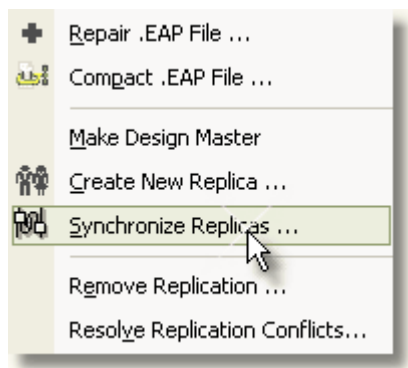 Repair .EAP File ...
Compact .EAP File ...
Make Design Master
Create New Replica ...
Synchronize Replicas ...
Remove Replication ...
Resolve Replication Conflicts...